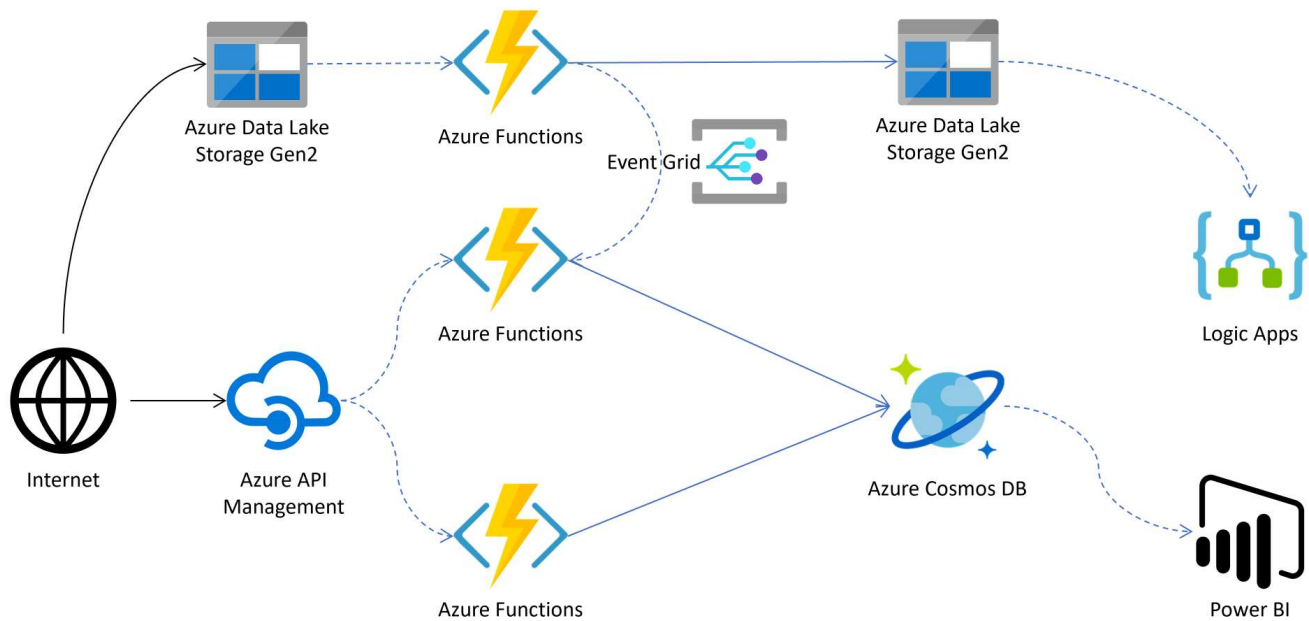 Azure Data Lake
Storage Gen2
Azure Functions
Azure Data Lake
Storage Gen2
Event Grid
Azure Functions
Logic Apps
Internet
Azure API
Management
Azure Cosmos DB
Azure Functions
Power BI